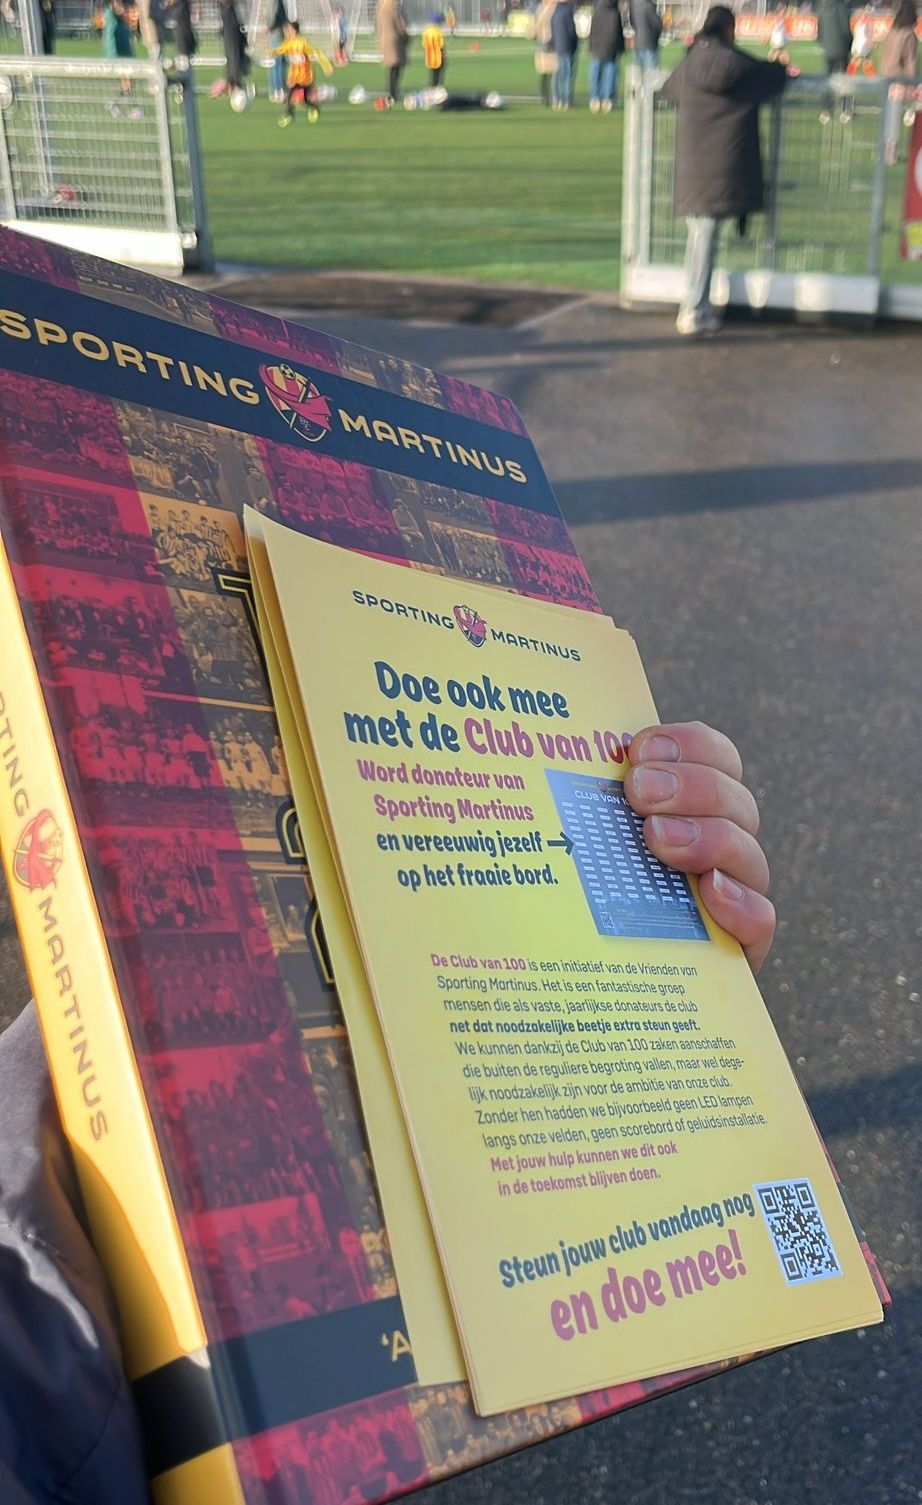 SPORTING MARTINUS
SPORTING MARTINUS
Doe ook mee
met de Club van 100
Word donateur van
Sporting Martinus
en vereeuwig jezelf
op het fraaie bord.
CLUB VAN
De Club van 100 is een initiatief van de Vrienden van
Sporting Martinus. Het is een fantastische groep
mensen die als vaste, jaarlijkse donateurs de club
net dat noodzakelijke beetje extra steun geeft.
We kunnen dankzij de Club van 100 zaken aanschaffen
die buiten de reguliere begroting vallen, maar wel dege-
lijk noodzakelijk zijn voor de ambitie van onze club.
Zonder hen hadden we bijvoorbeeld geen LED lampen
langs onze velden, geen scorebord of geluidsinstallatie.
Met jouw hulp kunnen we dit ook
in de toekomst blijven doen.
Steun jouw club vandaag nog
en doe mee!
RTING MARTINUS
'A